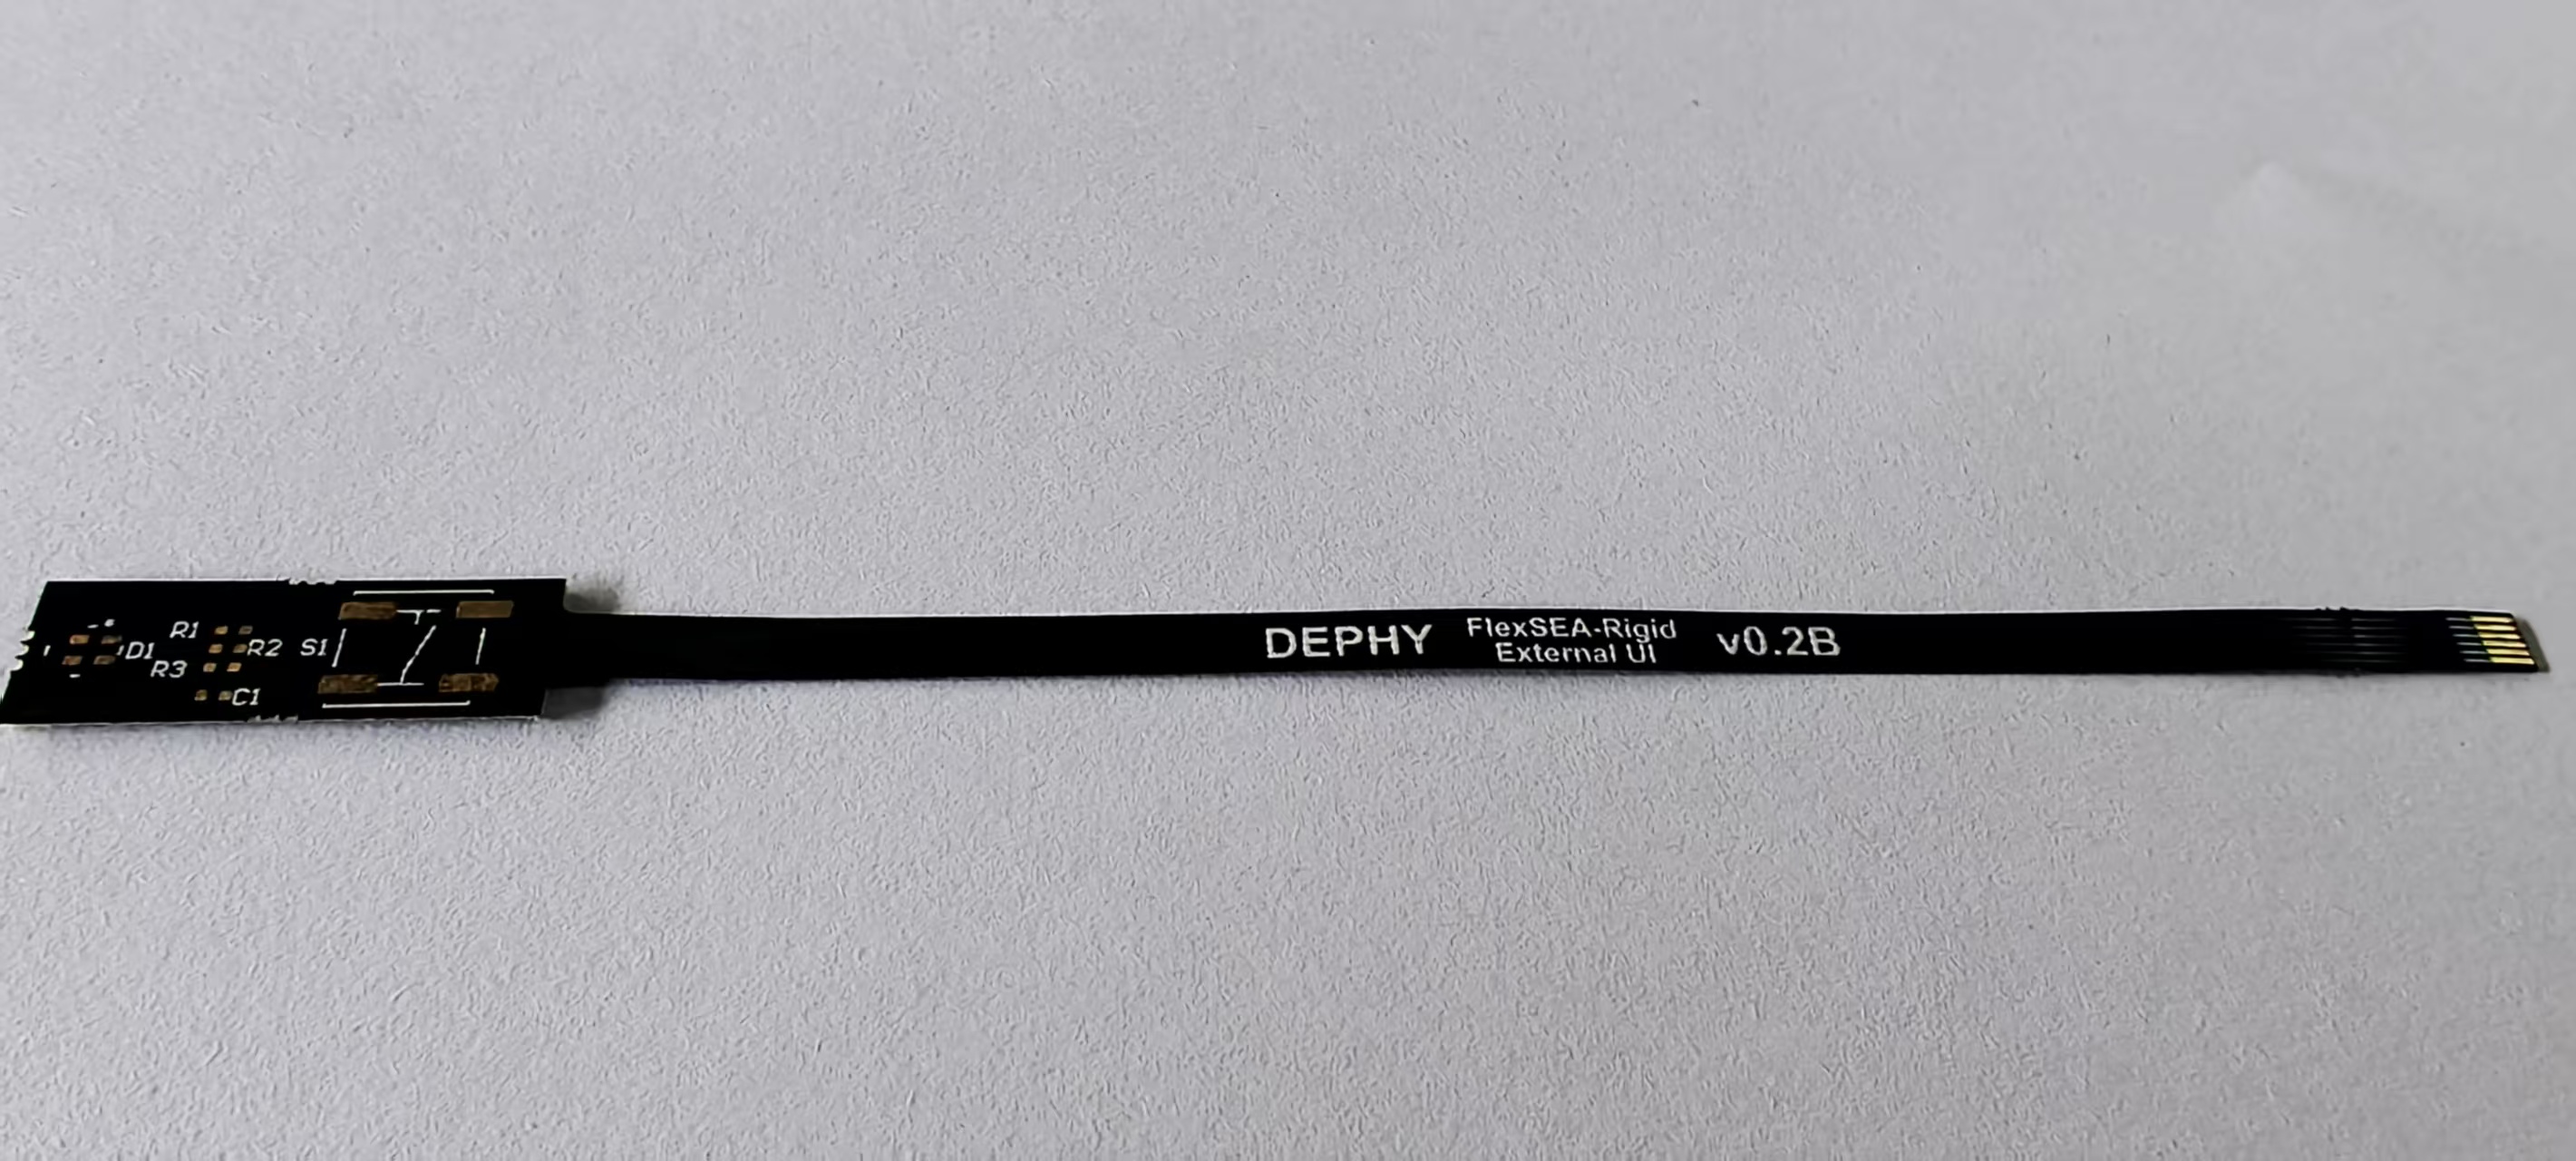 D1
R1
R2
R3
C1
S1
DEPHY
FlexSEA-Rigid
External UI
v0.2B